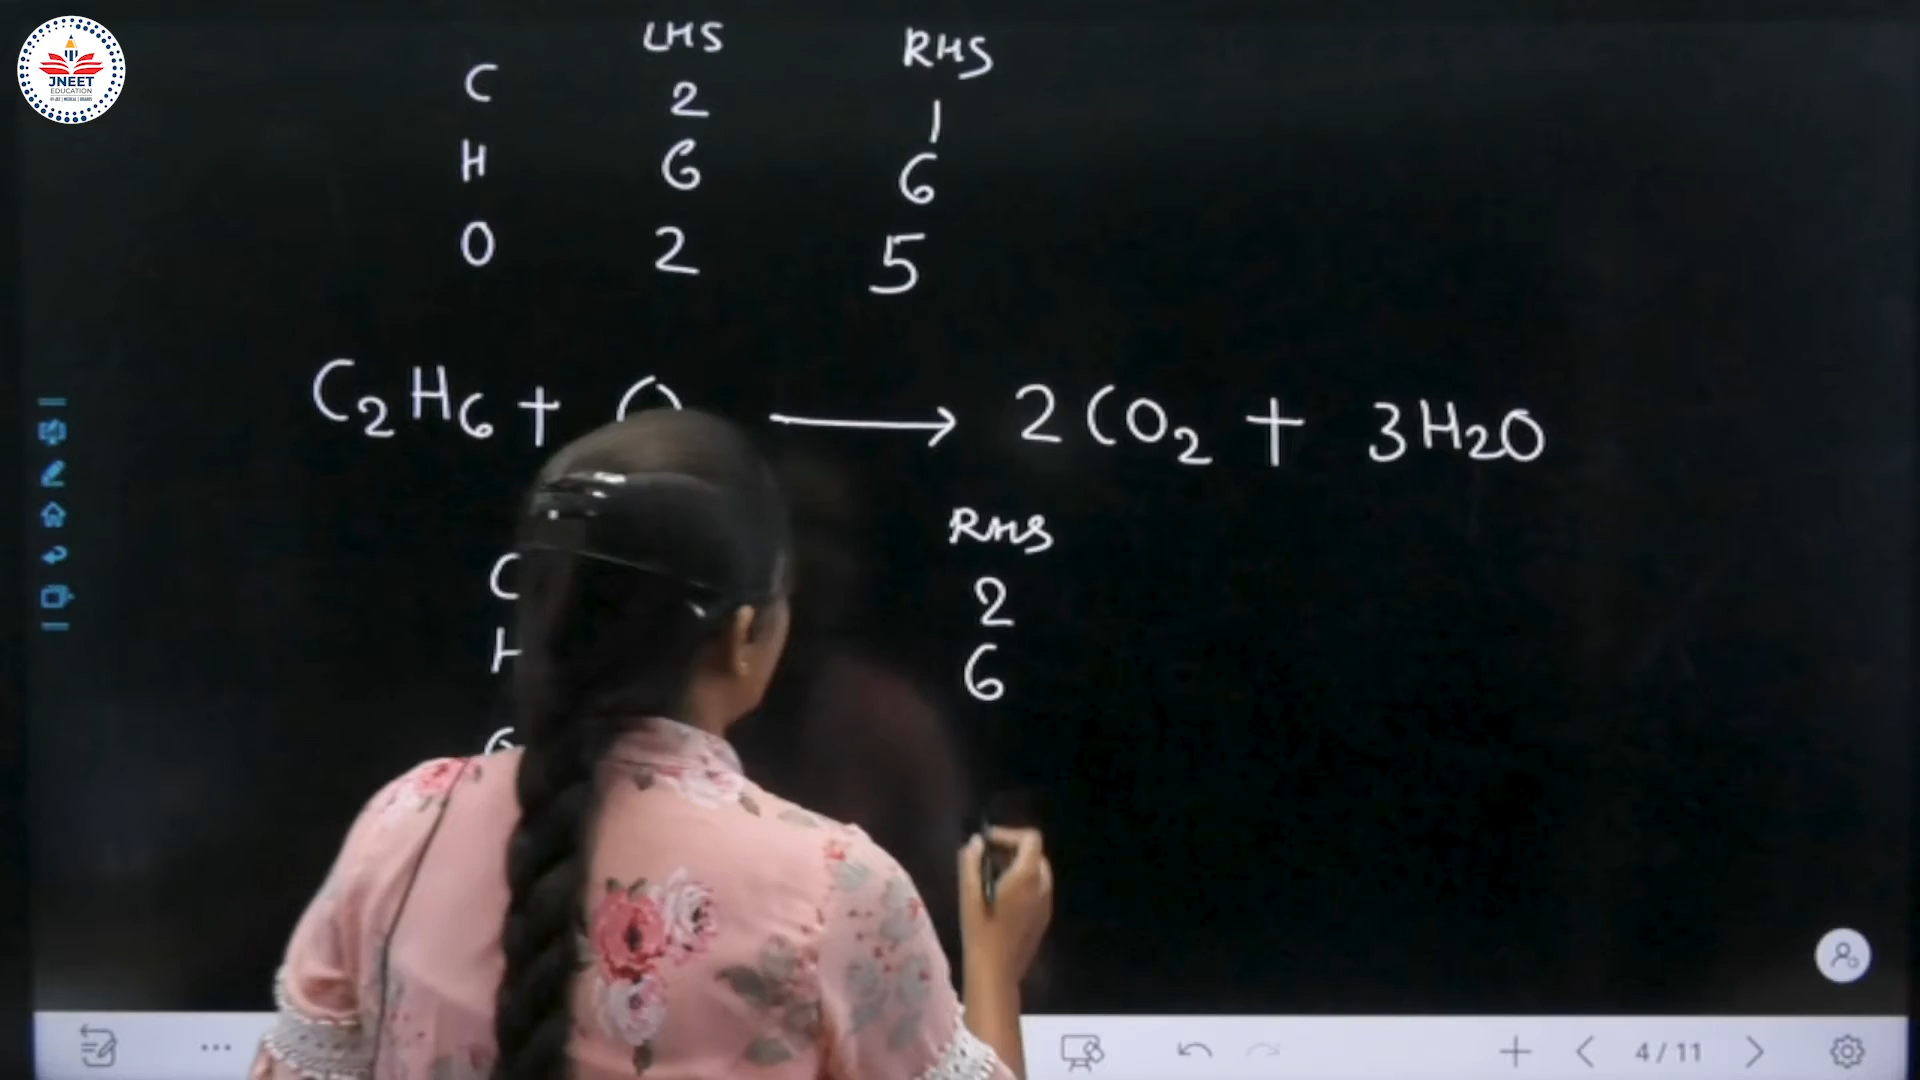 JNEET
EDUCATION
LHS RHS
C 2 1
H 6 6
O 2 5
C₂H₆ + O → 2CO₂ + 3H₂O
RHS
C 2
H 6
4 / 11